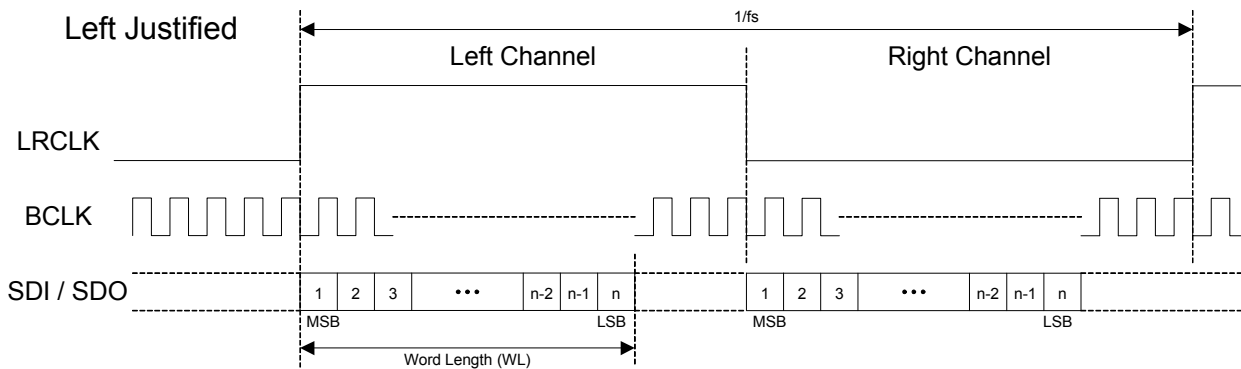 Left Justified
1/fs
Left Channel
Right Channel
LRCLK
BCLK
SDI / SDO
1 2 3 ••• n-2 n-1 n
1 2 3 ••• n-2 n-1 n
MSB LSB
MSB LSB
Word Length (WL)